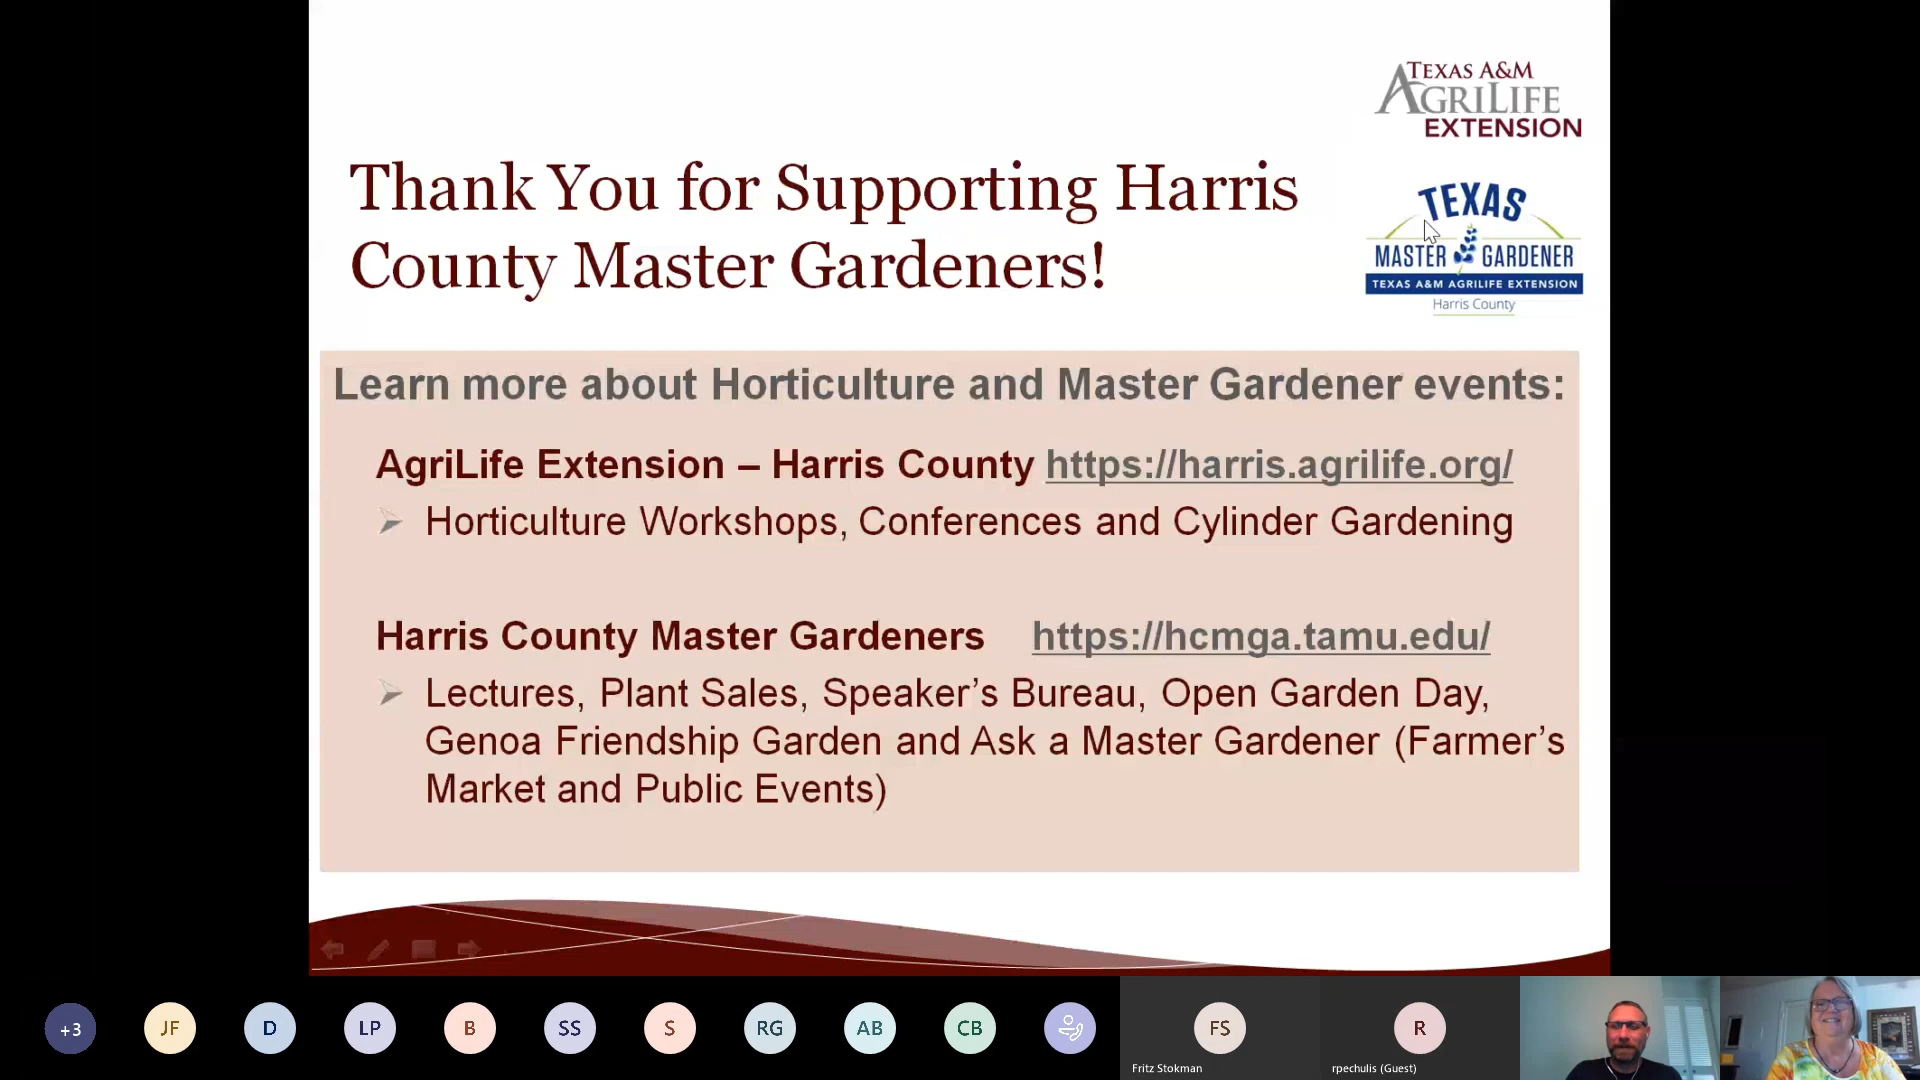 TEXAS A&M
AGRILIFE
EXTENSION
Thank You for Supporting Harris
County Master Gardeners!
TEXAS
MASTER GARDENER
TEXAS A&M AGRILIFE EXTENSION
Harris County
Learn more about Horticulture and Master Gardener events:
AgriLife Extension – Harris County https://harris.agrilife.org/
➢ Horticulture Workshops, Conferences and Cylinder Gardening
Harris County Master Gardeners https://hcmga.tamu.edu/
➢ Lectures, Plant Sales, Speaker’s Bureau, Open Garden Day,
Genoa Friendship Garden and Ask a Master Gardener (Farmer’s
Market and Public Events)
+3 JF D LP B SS S RG AB CB FS R
Fritz Stokman rpechulis (Guest)